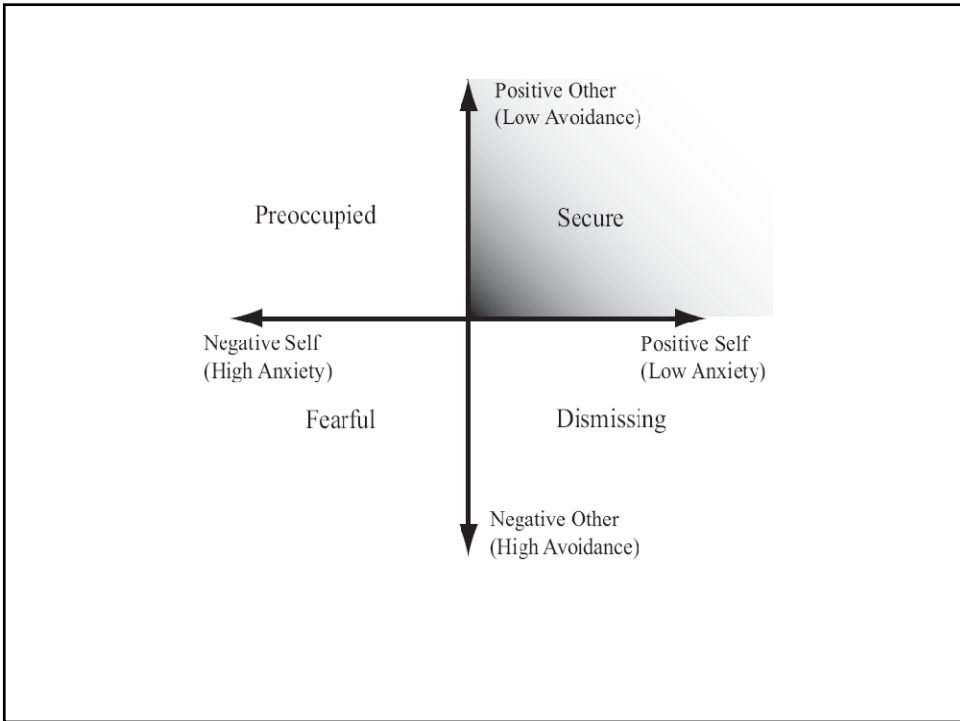 Positive Other
(Low Avoidance)
Preoccupied
Secure
Negative Self
(High Anxiety)
Positive Self
(Low Anxiety)
Fearful
Dismissing
Negative Other
(High Avoidance)